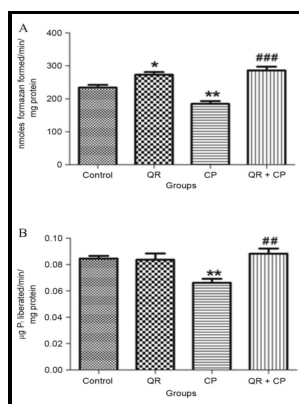 A
nmoles formazan formed/min/
mg protein
400
300
200
100
0
*
**
###
Control
QR
CP
QR + CP
Groups
B
µg Pi liberated/min/
mg protein
0.10
0.08
0.06
0.04
0.02
0.00
**
##
Control
QR
CP
QR + CP
Groups